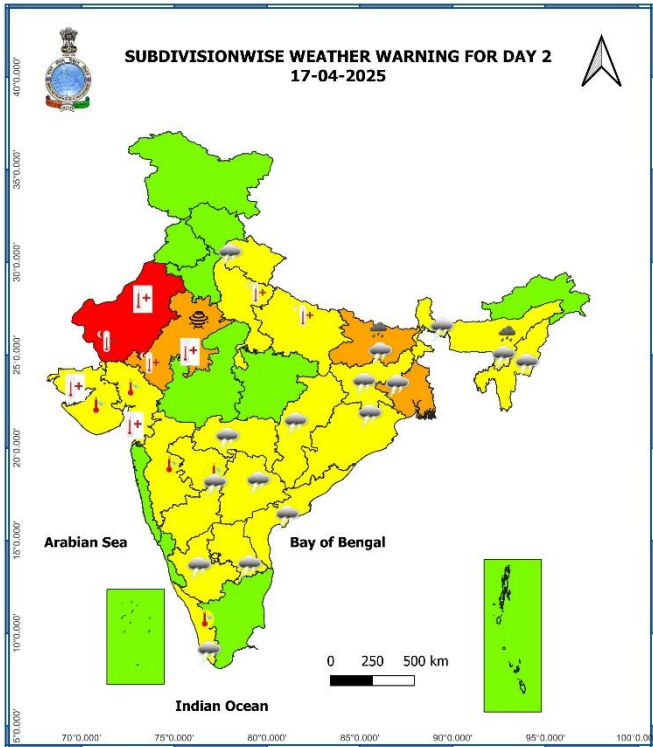 SUBDIVISIONWISE WEATHER WARNING FOR DAY 2
17-04-2025
40°0.000'
35°0.000'
30°0.000'
25°0.000'
20°0.000'
Arabian Sea
Bay of Bengal
15°0.000'
10°0.000'
0 250 500 km
Indian Ocean
5°0.000'
70°0.000' 75°0.000' 80°0.000' 85°0.000' 90°0.000' 95°0.000' 100°0.00